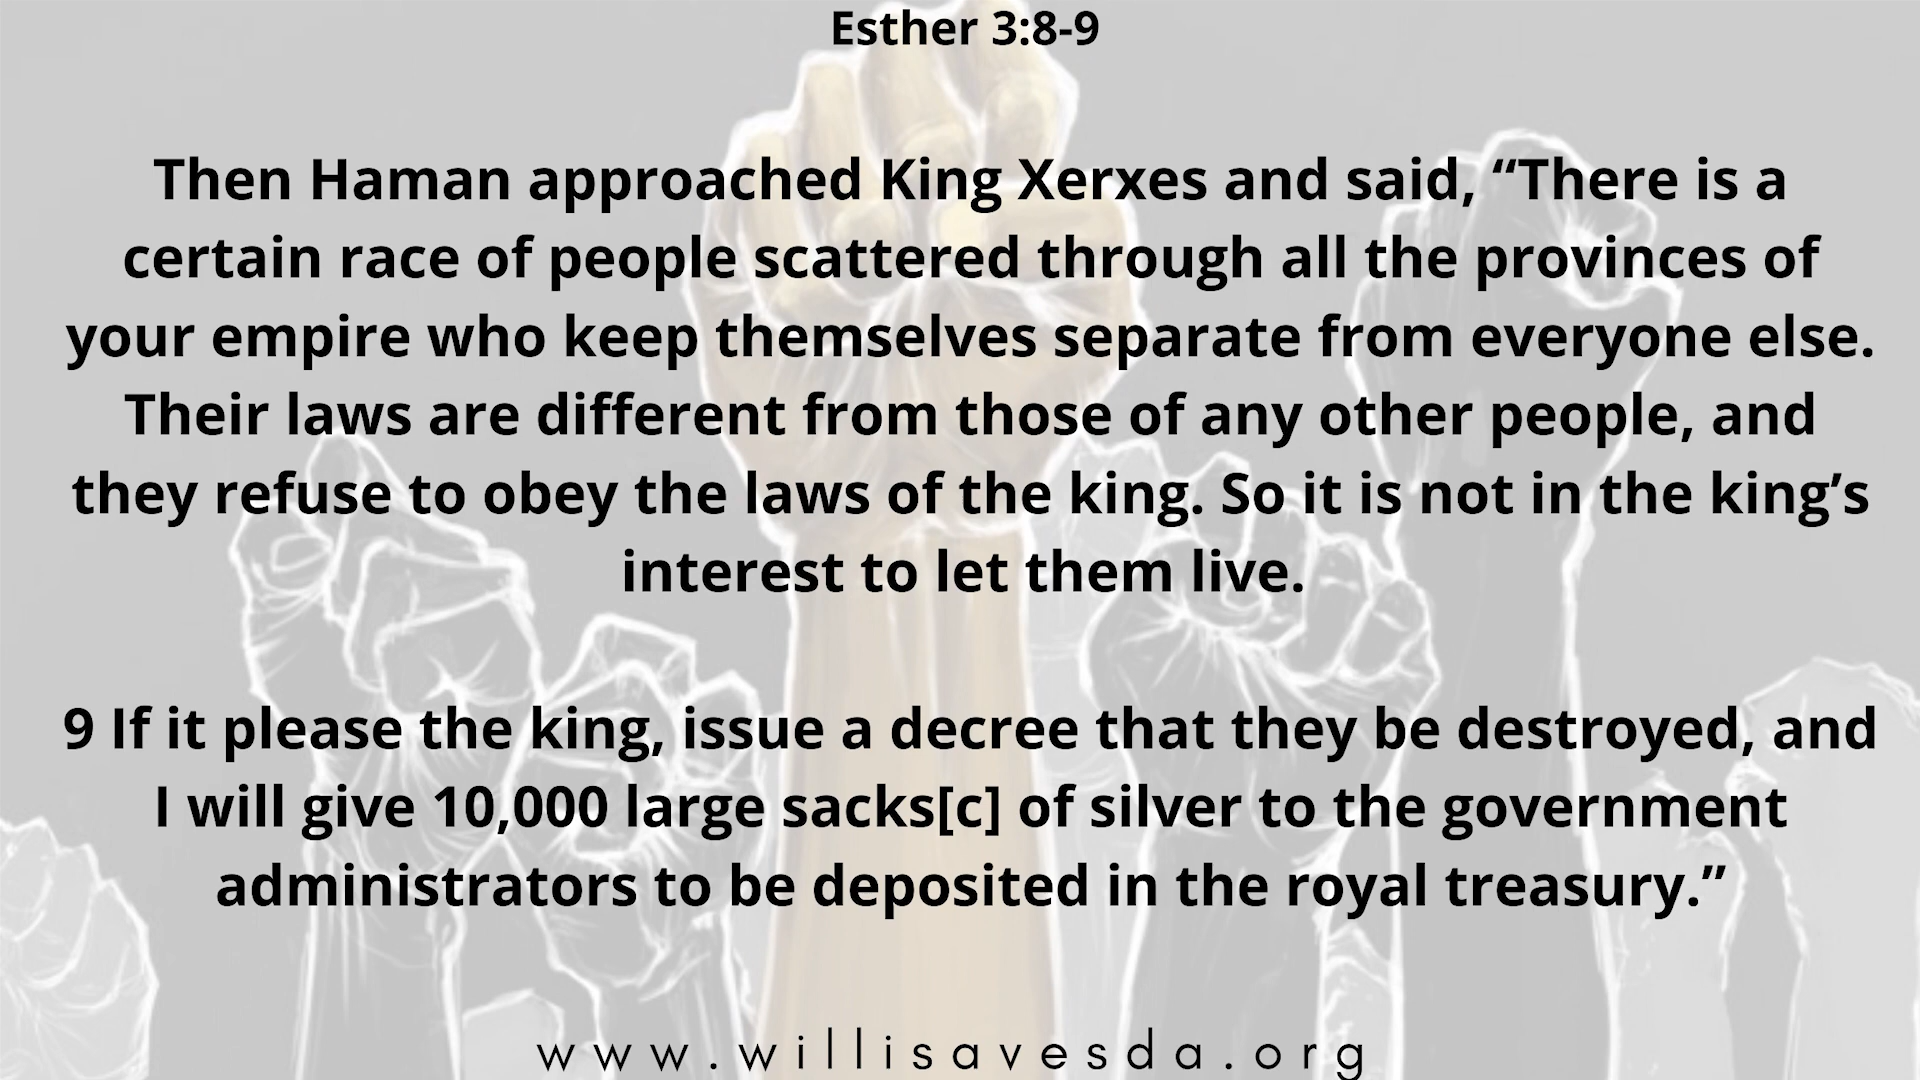 Esther 3:8-9
Then Haman approached King Xerxes and said, “There is a
certain race of people scattered through all the provinces of
your empire who keep themselves separate from everyone else.
Their laws are different from those of any other people, and
they refuse to obey the laws of the king. So it is not in the king’s
interest to let them live.
9 If it please the king, issue a decree that they be destroyed, and
I will give 10,000 large sacks[c] of silver to the government
administrators to be deposited in the royal treasury.”
www.willisavesda.org